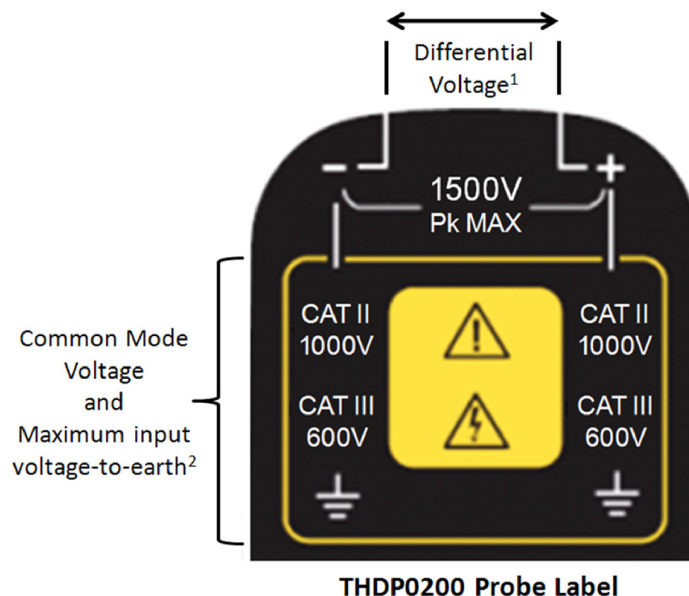 Differential
Voltage¹
- +
1500V
Pk MAX
CAT II
1000V
CAT III
600V
CAT II
1000V
CAT III
600V
Common Mode
Voltage
and
Maximum input
voltage-to-earth²
THDP0200 Probe Label